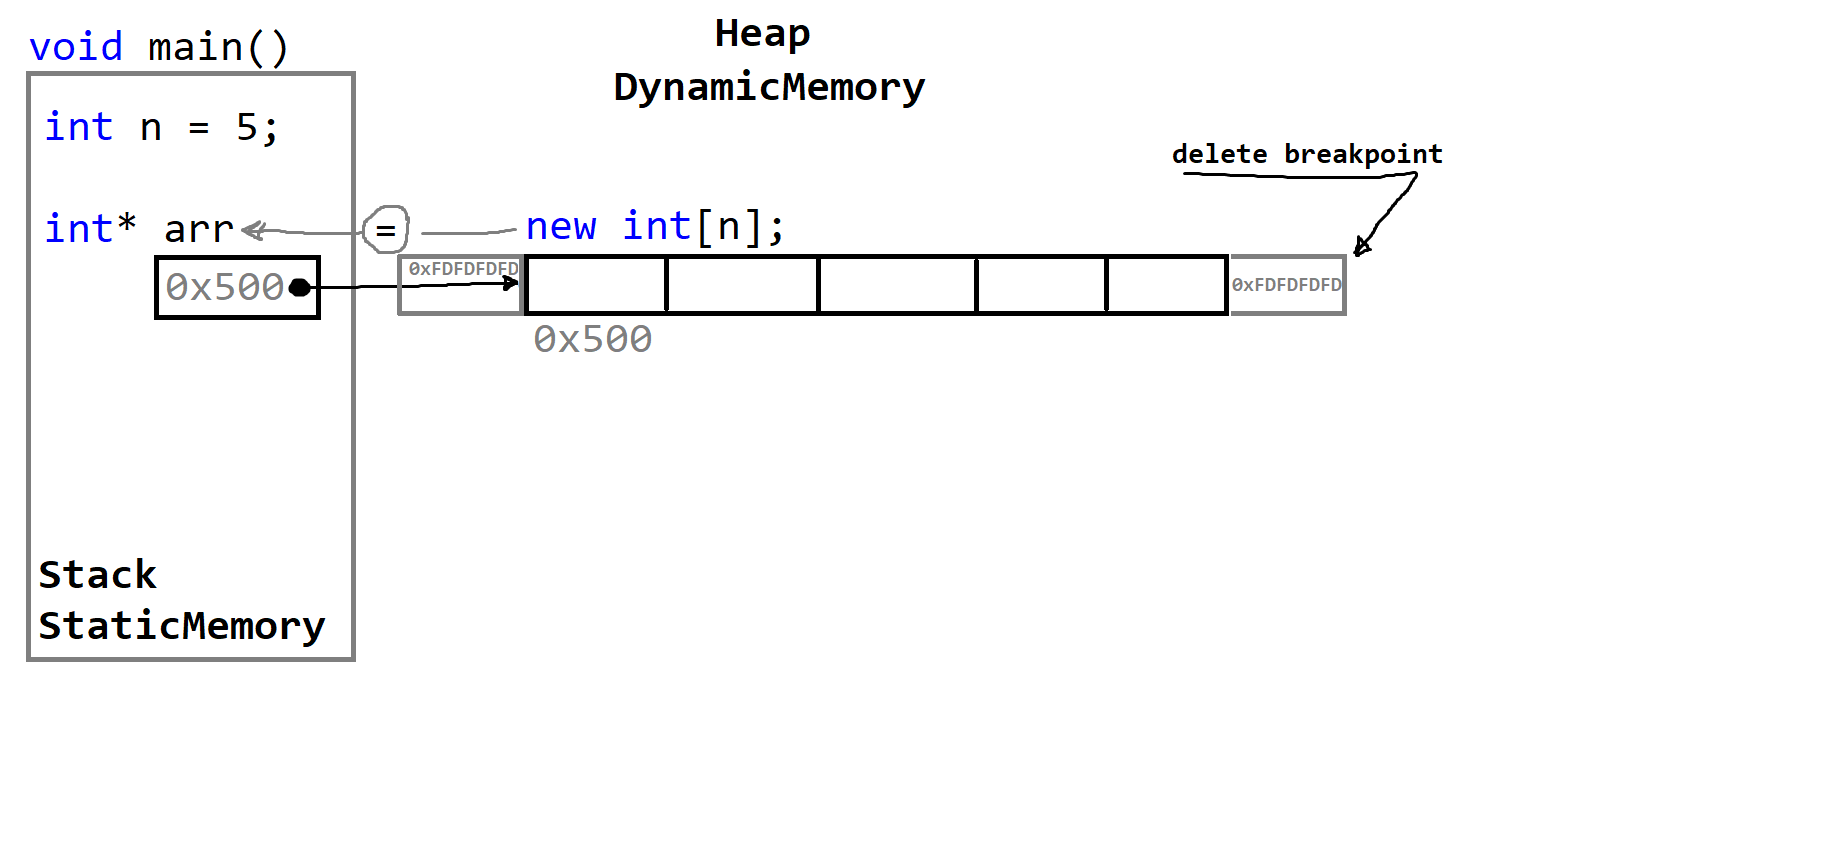 void main()
Heap
DynamicMemory
int n = 5;
delete breakpoint
int* arr = new int[n];
0x500
0xFDFDFDFD
0xFDFDFDFD
0x500
Stack
StaticMemory